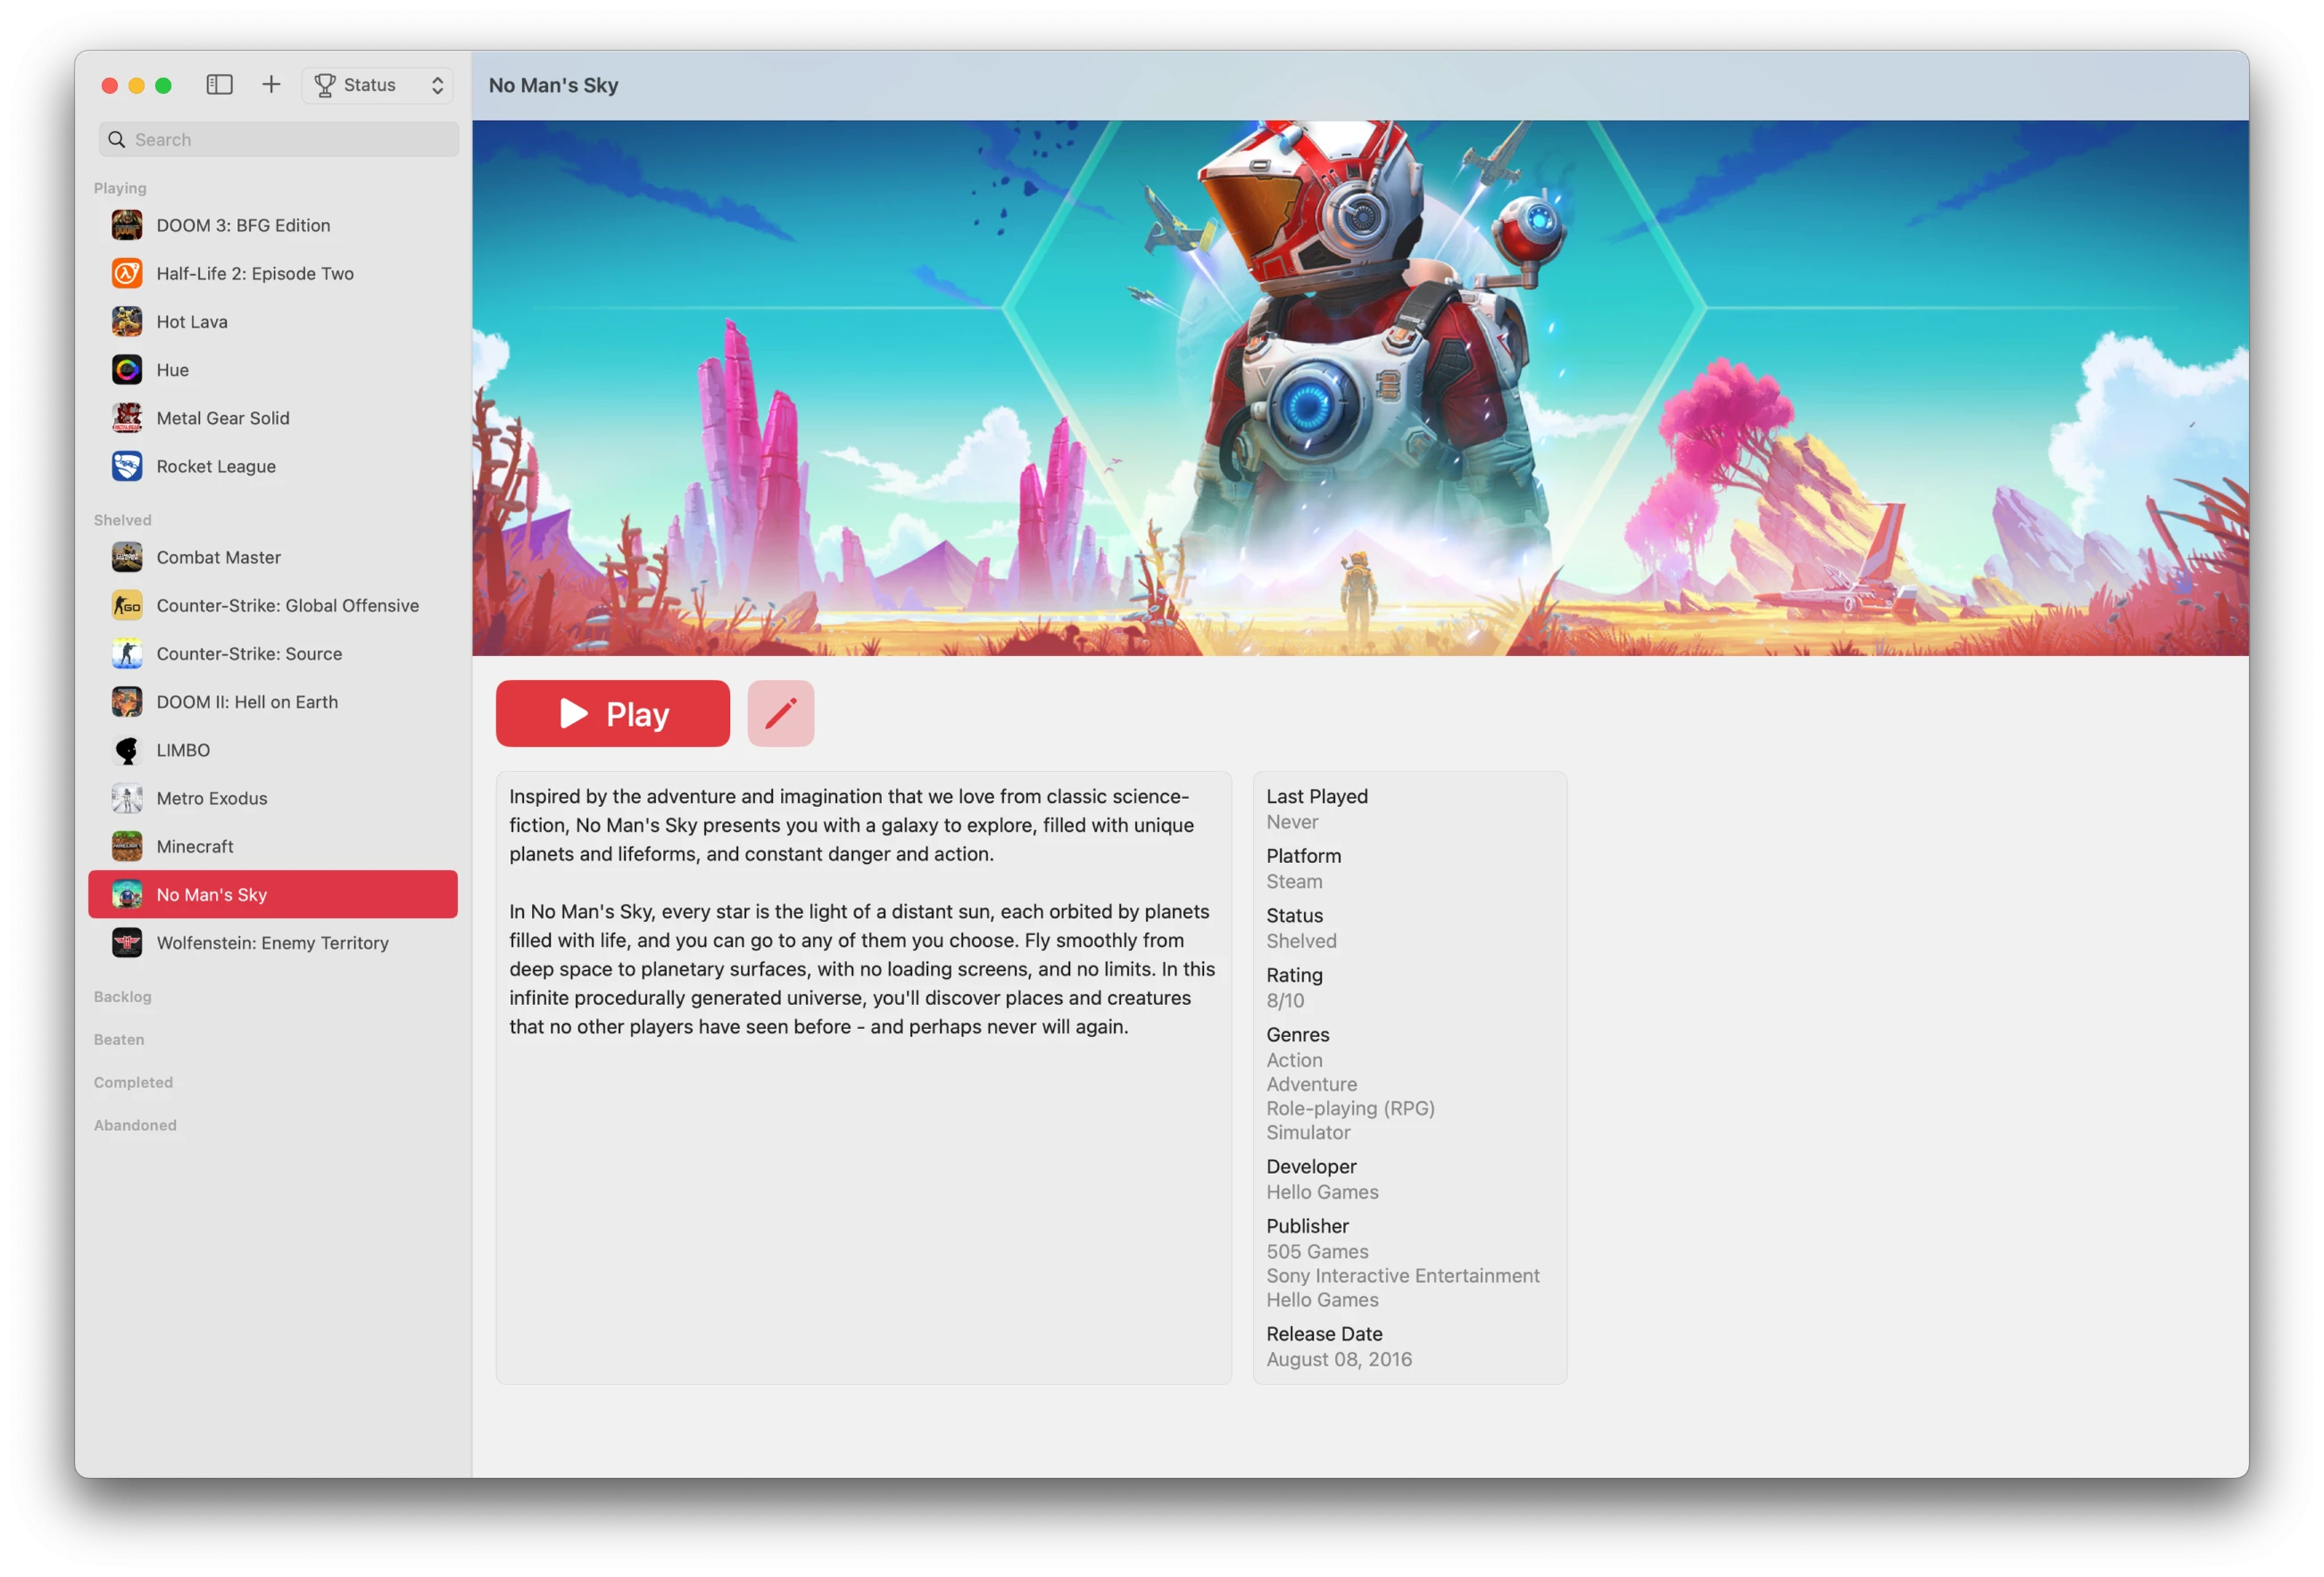 Status
No Man's Sky
Search
Playing
DOOM 3: BFG Edition
Half-Life 2: Episode Two
Hot Lava
Hue
Metal Gear Solid
Rocket League
Shelved
Combat Master
Counter-Strike: Global Offensive
GO
Counter-Strike: Source
DOOM II: Hell on Earth
LIMBO
Metro Exodus
Minecraft
No Man's Sky
Wolfenstein: Enemy Territory
Backlog
Beaten
Completed
Abandoned
Play
Inspired by the adventure and imagination that we love from classic science-
fiction, No Man's Sky presents you with a galaxy to explore, filled with unique
planets and lifeforms, and constant danger and action.
In No Man's Sky, every star is the light of a distant sun, each orbited by planets
filled with life, and you can go to any of them you choose. Fly smoothly from
deep space to planetary surfaces, with no loading screens, and no limits. In this
infinite procedurally generated universe, you'll discover places and creatures
that no other players have seen before - and perhaps never will again.
Last Played
Never
Platform
Steam
Status
Shelved
Rating
8/10
Genres
Action
Adventure
Role-playing (RPG)
Simulator
Developer
Hello Games
Publisher
505 Games
Sony Interactive Entertainment
Hello Games
Release Date
August 08, 2016